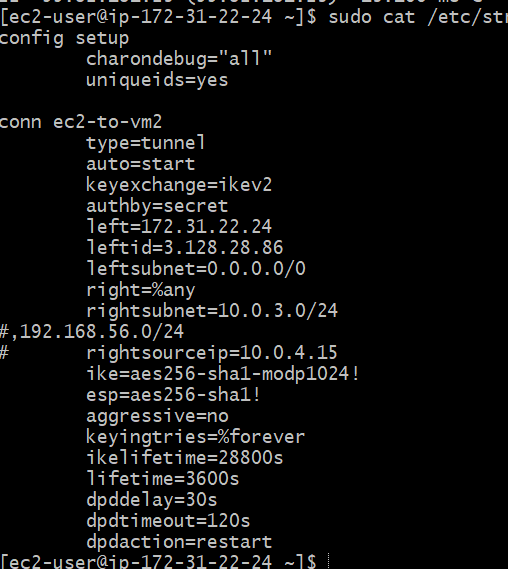 [ec2-user@ip-172-31-22-24 ~]$ sudo cat /etc/str
config setup
charondebug="all"
uniqueids=yes
conn ec2-to-vm2
type=tunnel
auto=start
keyexchange=ikev2
authby=secret
left=172.31.22.24
leftid=3.128.28.86
leftsubnet=0.0.0.0/0
right=%any
rightsubnet=10.0.3.0/24
#,192.168.56.0/24
# rightsourceip=10.0.4.15
ike=aes256-sha1-modp1024!
esp=aes256-sha1!
aggressive=no
keyingtries=%forever
ikelifetime=28800s
lifetime=3600s
dpddelay=30s
dpdtimeout=120s
dpdaction=restart
[ec2-user@ip-172-31-22-24 ~]$